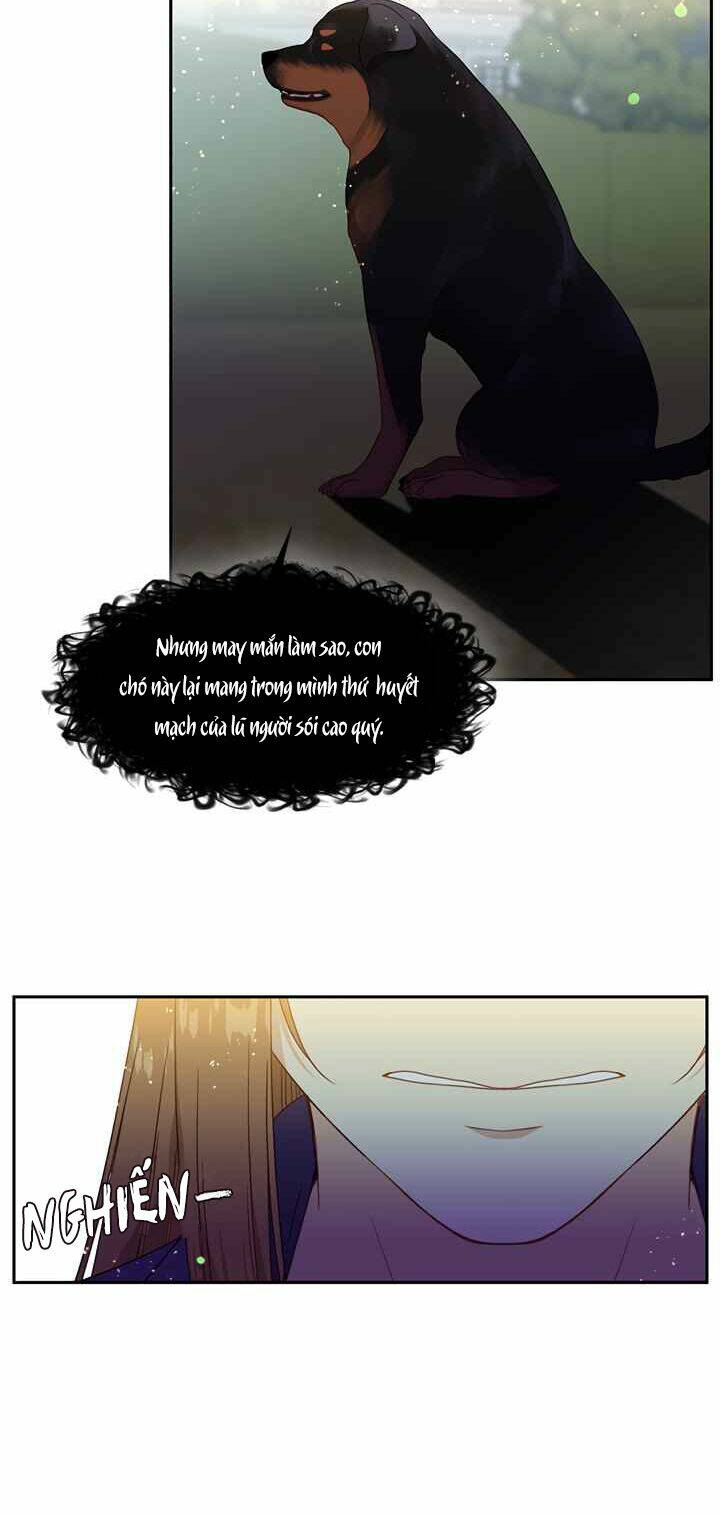 Nhưng may mắn làm sao, con
chó này lại mang trong mình thứ huyết
mạch của lũ người sói cao quý.
NGHIẾN-